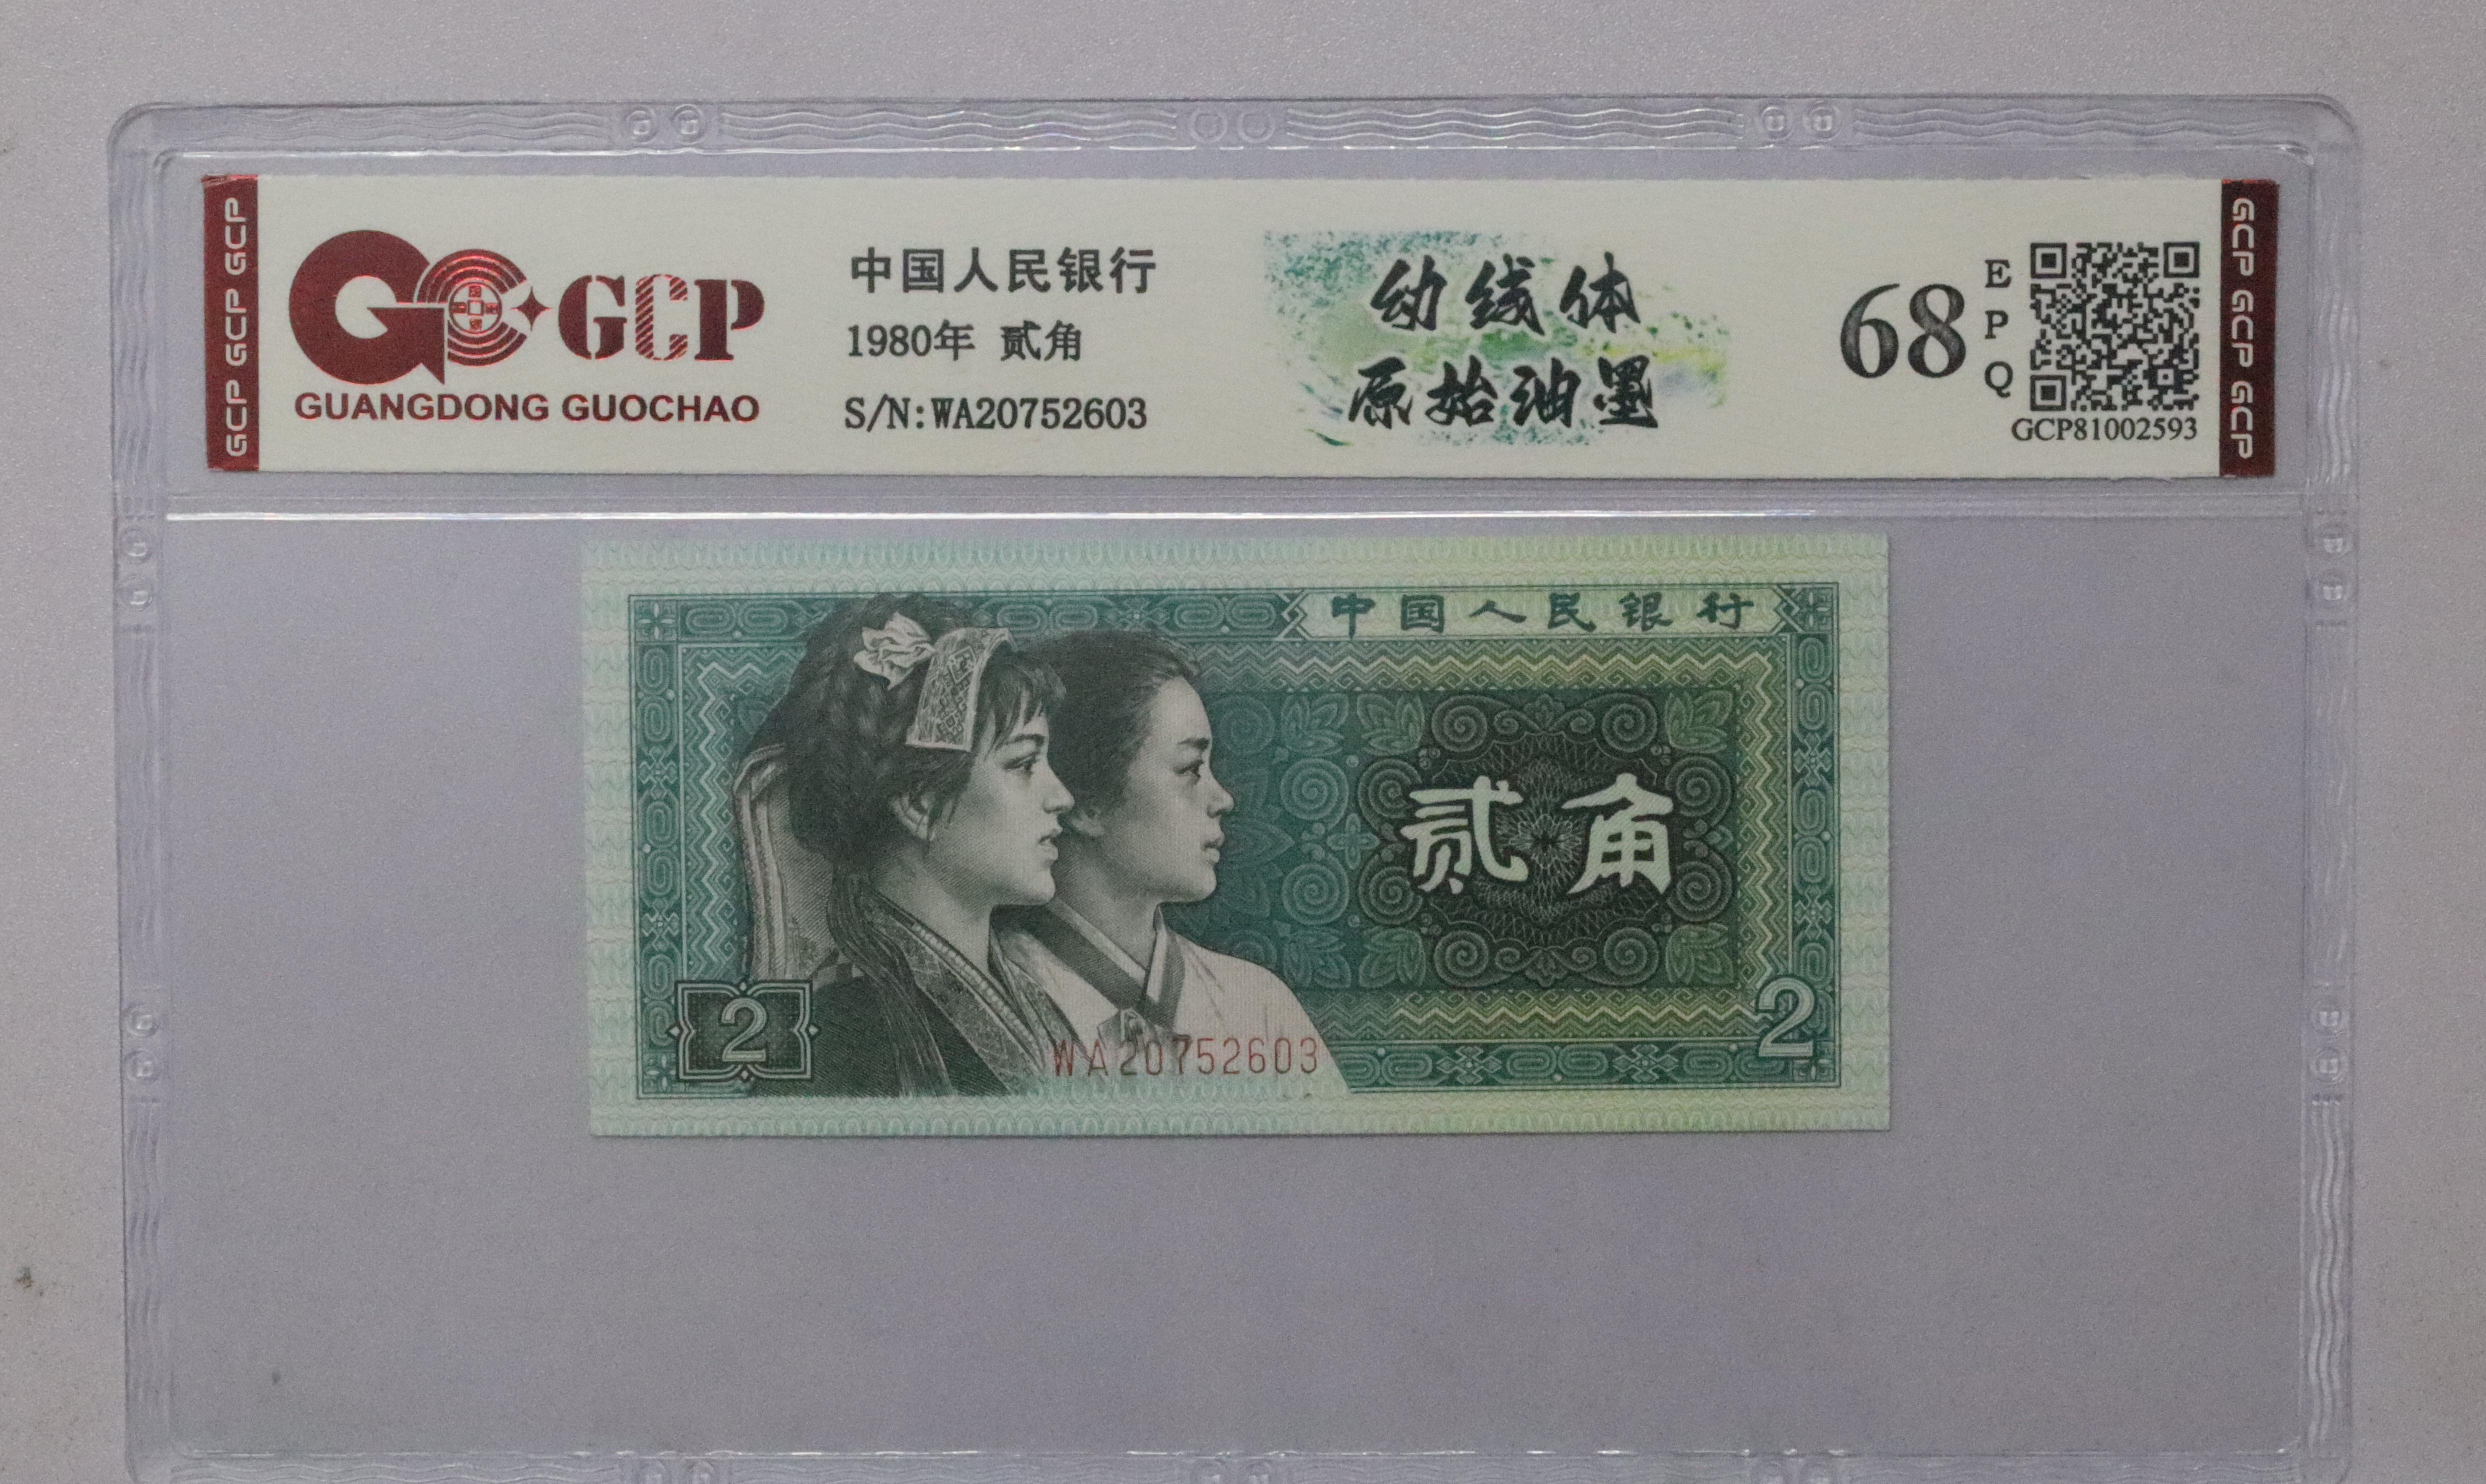 GCP GCP GCP
GCP
GUANGDONG GUOCHAO
中国人民银行
1980年 贰角
S/N:WA20752603
幼线体
原始油墨
68
E
P
Q
GCP81002593
GCP GCP GCP
中国人民银行
贰角
2
2
WA20752603